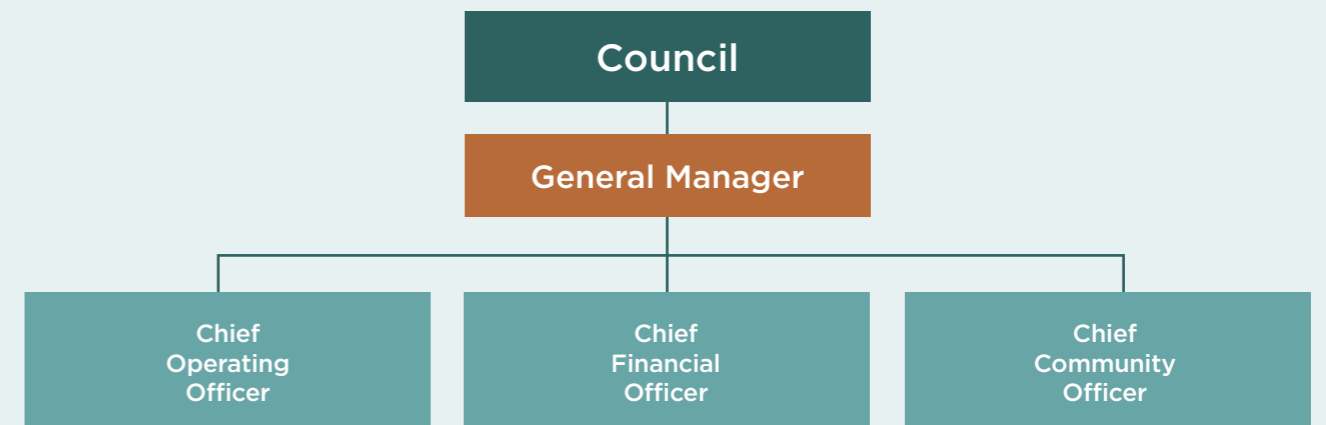 Council
General Manager
Chief
Operating
Officer
Chief
Financial
Officer
Chief
Community
Officer